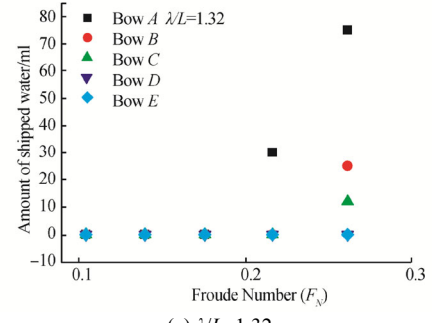 80
70
60
50
40
30
20
10
0
−10
Amount of shipped water/ml
Bow A λ/L=1.32
Bow B
Bow C
Bow D
Bow E
0.1 0.2 0.3
Froude Number (F_N)